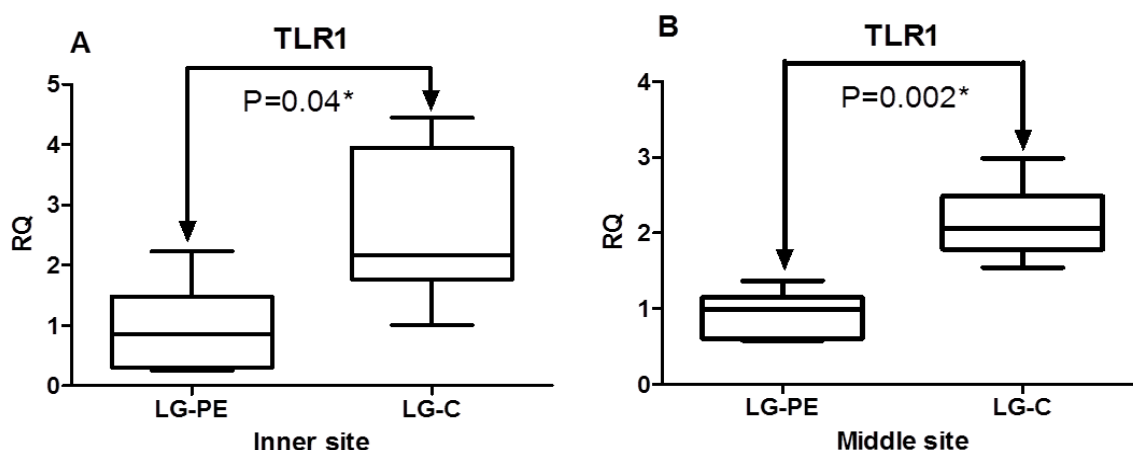 A
TLR1
P=0.04*
5
4
3
2
1
0
RQ
LG-PE LG-C
Inner site
B
TLR1
P=0.002*
4
3
2
1
0
RQ
LG-PE LG-C
Middle site